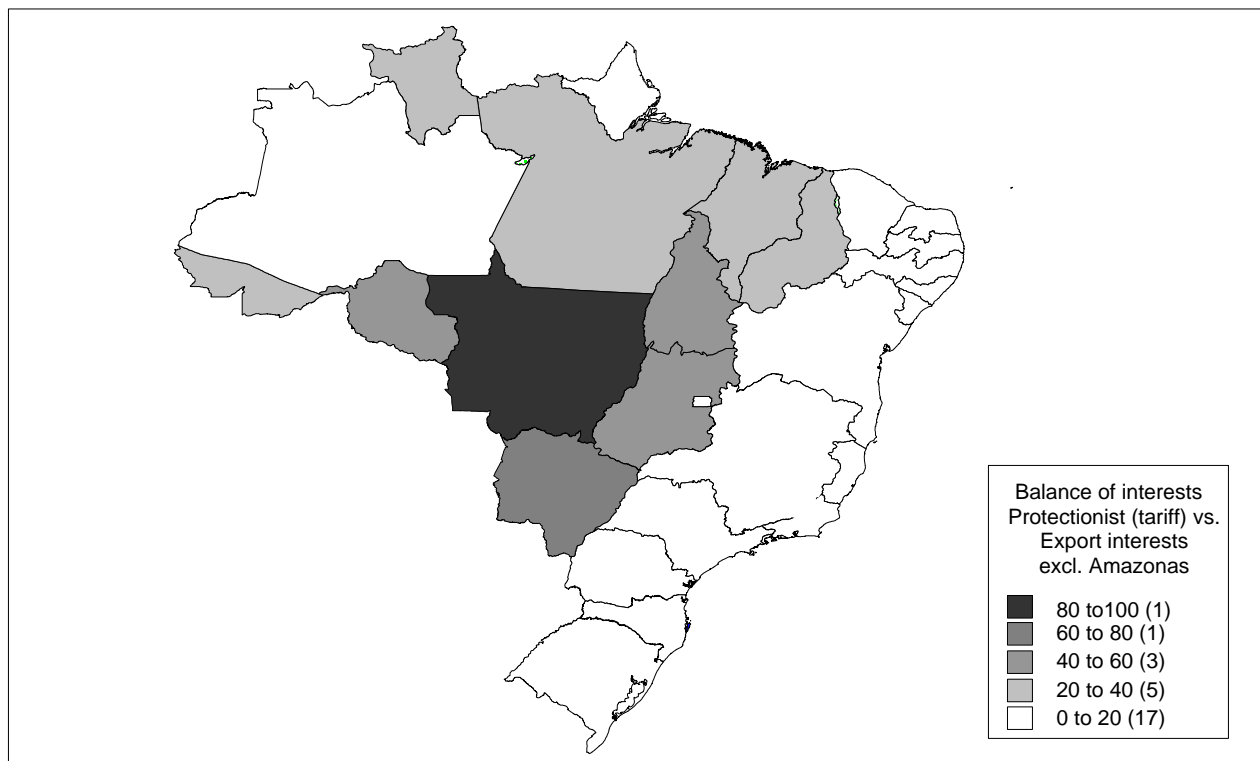 Balance of interests
Protectionist (tariff) vs.
Export interests
excl. Amazonas
80 to100 (1)
60 to 80 (1)
40 to 60 (3)
20 to 40 (5)
0 to 20 (17)